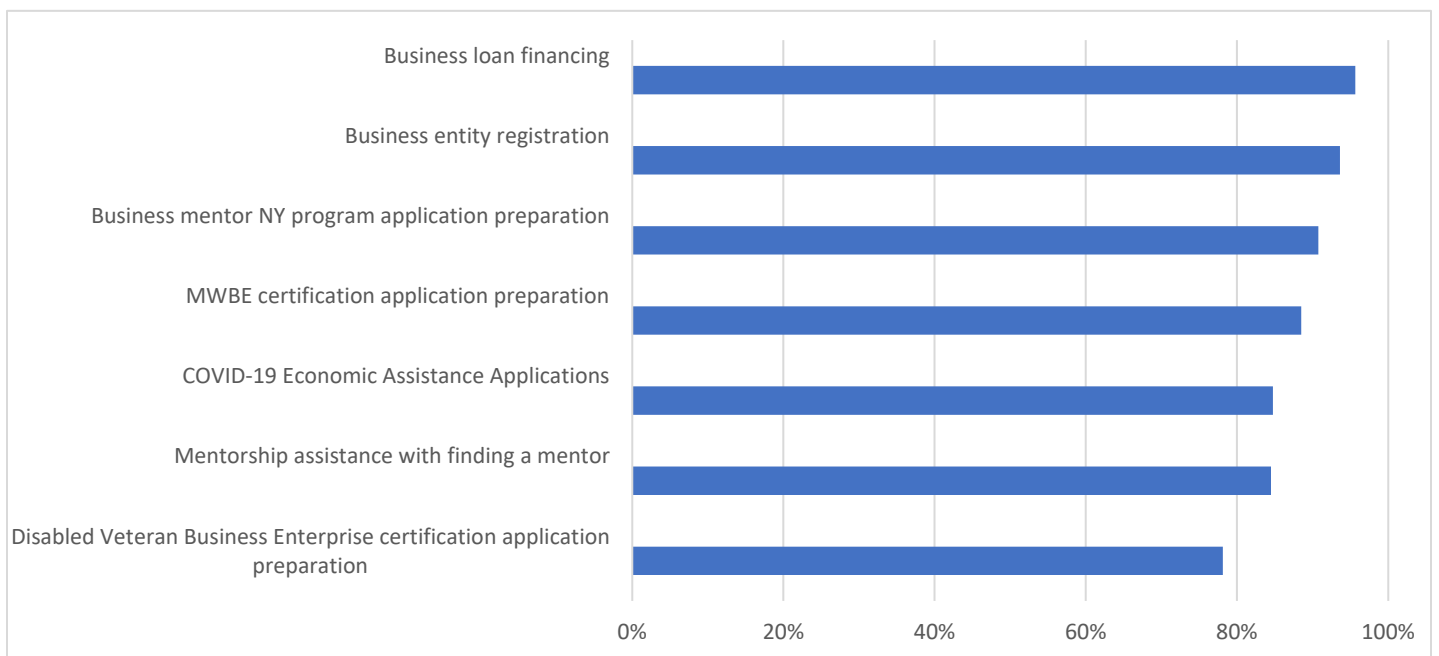 Business loan financing
Business entity registration
Business mentor NY program application preparation
MWBE certification application preparation
COVID-19 Economic Assistance Applications
Mentorship assistance with finding a mentor
Disabled Veteran Business Enterprise certification application
preparation
0% 20% 40% 60% 80% 100%